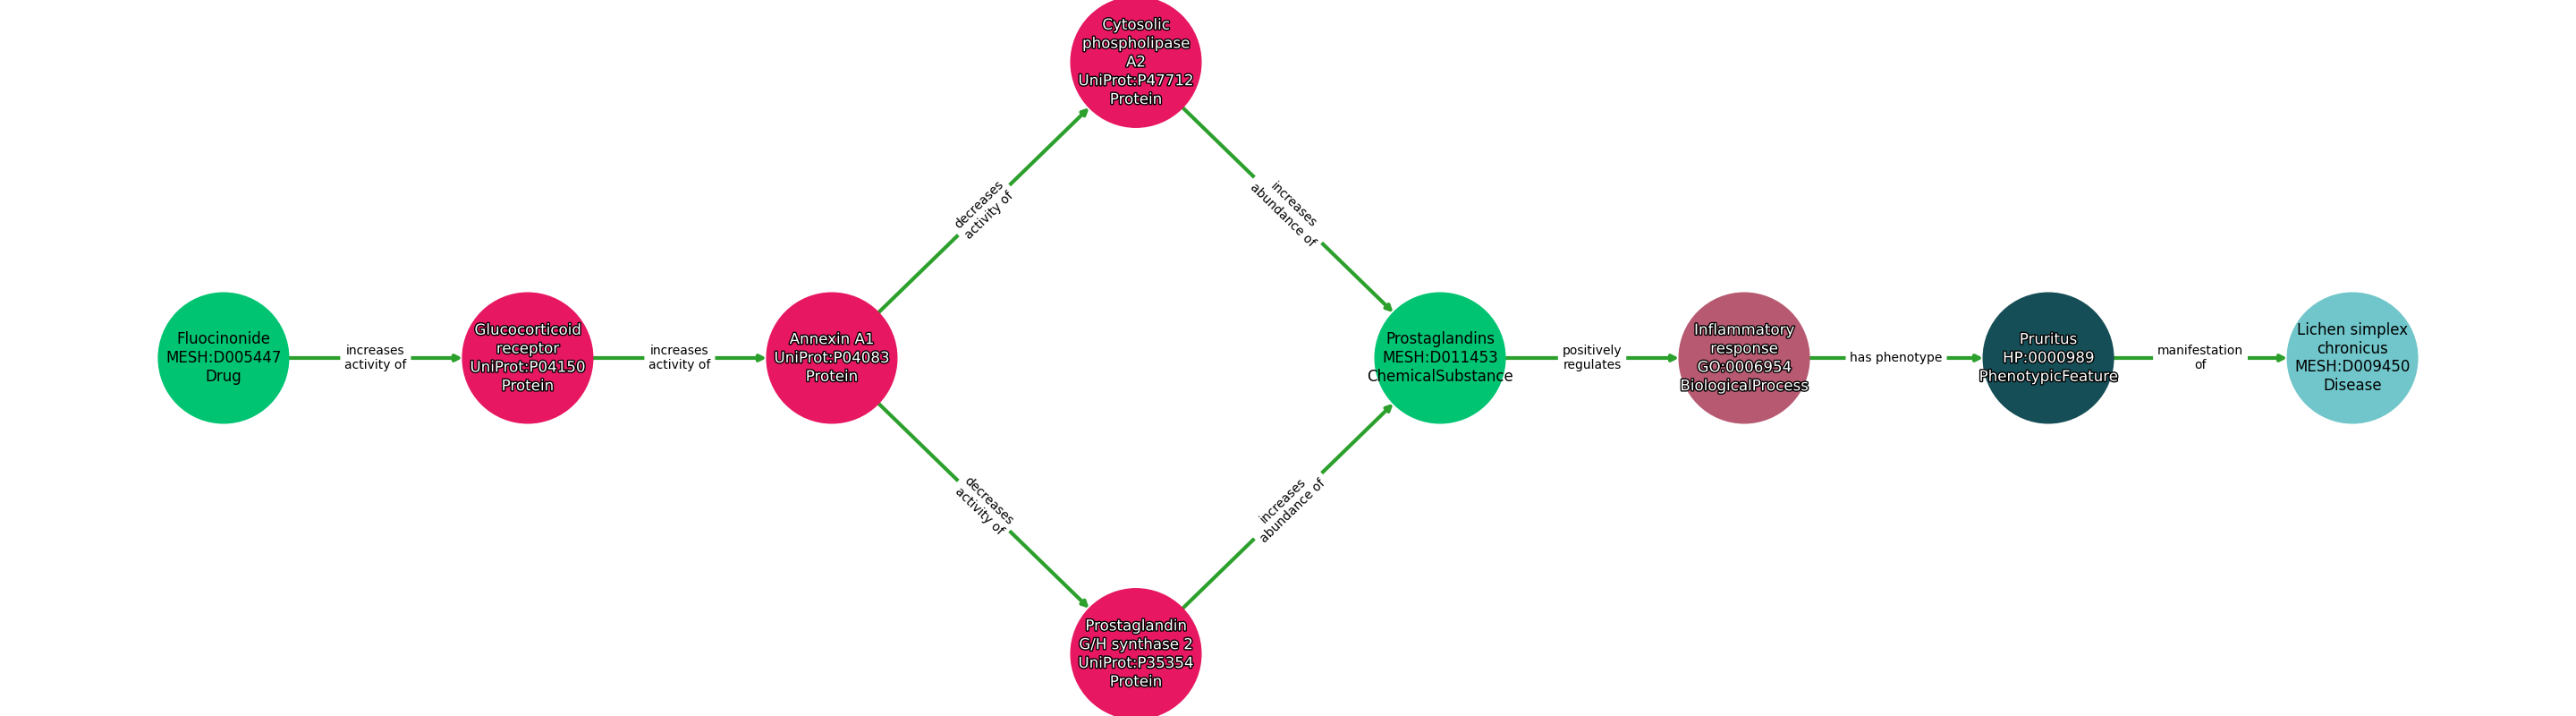 Cytosolic
phospholipase
A2
UniProt:P47712
Protein
decreases
activity of
increases
abundance of
Fluocinonide
MESH:D005447
Drug
increases
activity of
Glucocorticoid
receptor
UniProt:P04150
Protein
increases
activity of
Annexin A1
UniProt:P04083
Protein
Prostaglandins
MESH:D011453
ChemicalSubstance
positively
regulates
Inflammatory
response
GO:0006954
BiologicalProcess
has phenotype
Pruritus
HP:0000989
PhenotypicFeature
manifestation
of
Lichen simplex
chronicus
MESH:D009450
Disease
decreases
activity of
increases
abundance of
Prostaglandin
G/H synthase 2
UniProt:P35354
Protein